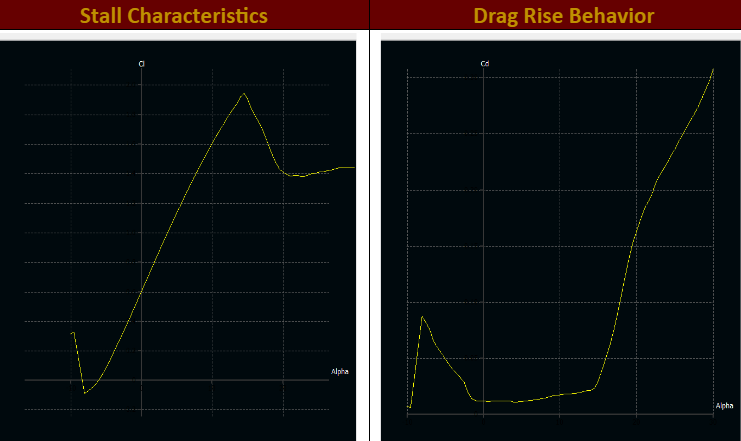 Stall Characteristics
Drag Rise Behavior
Cl
Cd
Alpha
Alpha